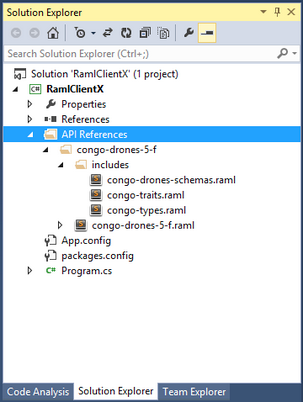 Solution Explorer
Search Solution Explorer (Ctrl+;)
Solution 'RamlClientX' (1 project)
C# RamlClientX
Properties
References
API References
congo-drones-5-f
includes
congo-drones-schemas.raml
congo-traits.raml
congo-types.raml
congo-drones-5-f.raml
App.config
packages.config
C# Program.cs
Code Analysis Solution Explorer Team Explorer